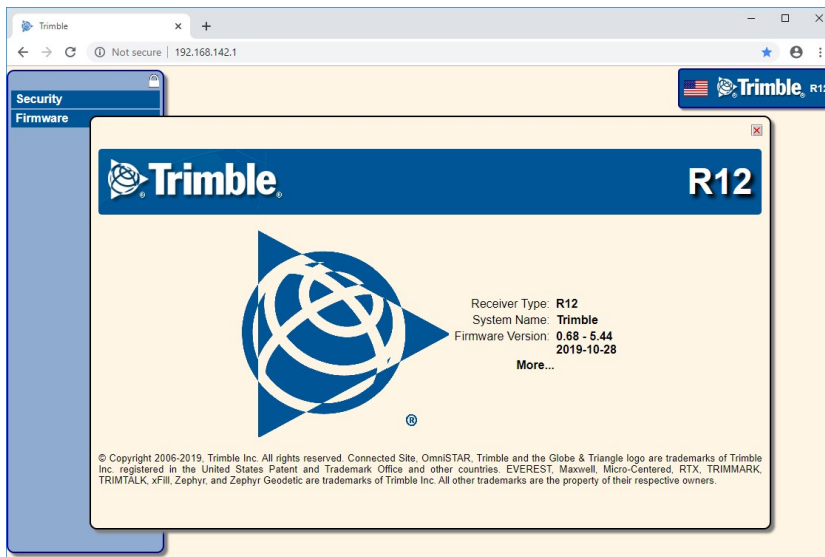 Trimble
Not secure | 192.168.142.1
Security
Firmware
Trimble® R12
Trimble®
R12
Receiver Type: R12
System Name: Trimble
Firmware Version: 0.68 - 5.44
2019-10-28
More...
®
© Copyright 2006-2019, Trimble Inc. All rights reserved. Connected Site, OmniSTAR, Trimble and the Globe & Triangle logo are trademarks of Trimble
Inc. registered in the United States Patent and Trademark Office and other countries. EVEREST, Maxwell, Micro-Centered, RTX, TRIMMARK,
TRIMTALK, xFill, Zephyr, and Zephyr Geodetic are trademarks of Trimble Inc. All other trademarks are the property of their respective owners.